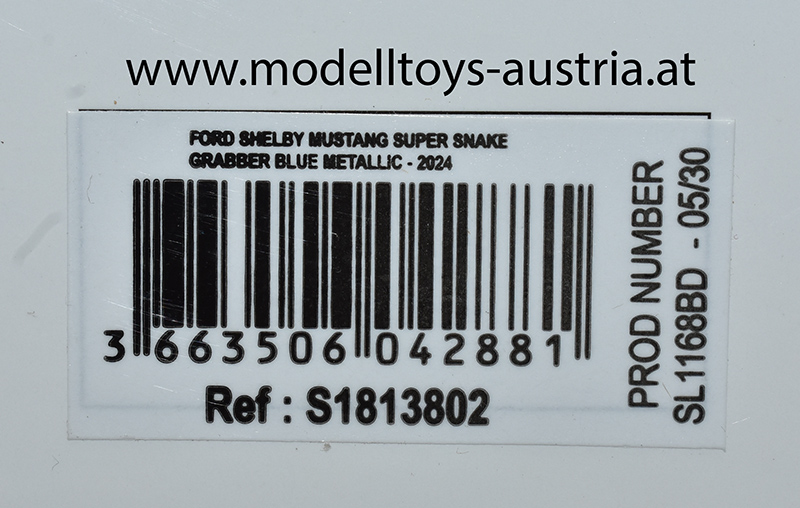 www.modelltoys-austria.at
FORD SHELBY MUSTANG SUPER SNAKE
GRABBER BLUE METALLIC - 2024
3 663506 042881
Ref : S1813802
PROD NUMBER
SL1168BD - 05/30